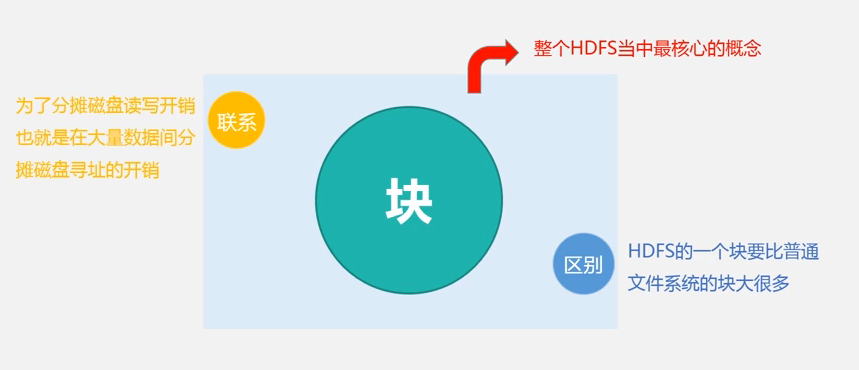 整个HDFS当中最核心的概念
为了分摊磁盘读写开销
也就是在大量数据间分
摊磁盘寻址的开销
联系
块
区别
HDFS的一个块要比普通
文件系统的块大很多